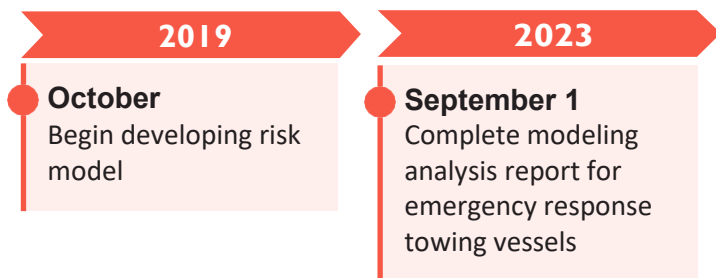 2019
October
Begin developing risk
model
2023
September 1
Complete modeling
analysis report for
emergency response
towing vessels